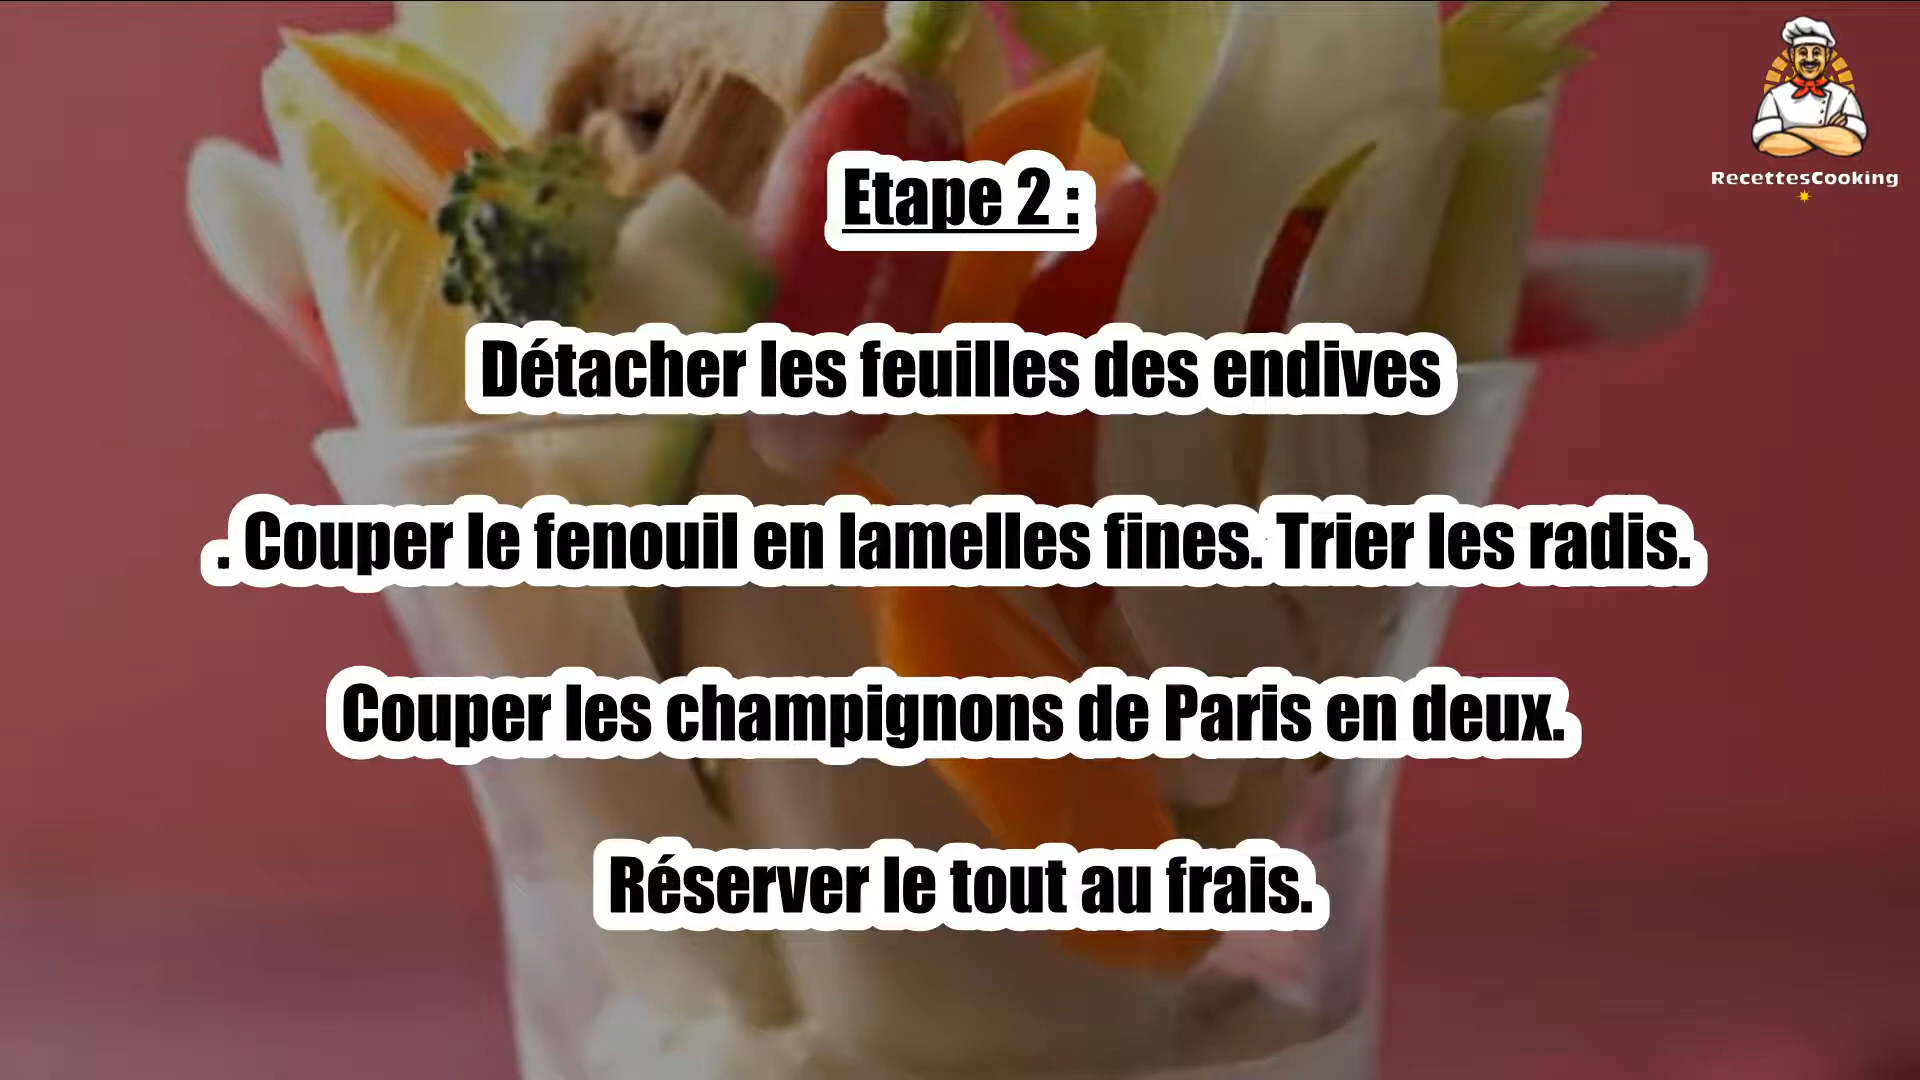 RecettesCooking
Etape 2 :
Détacher les feuilles des endives
. Couper le fenouil en lamelles fines. Trier les radis.
Couper les champignons de Paris en deux.
Réserver le tout au frais.